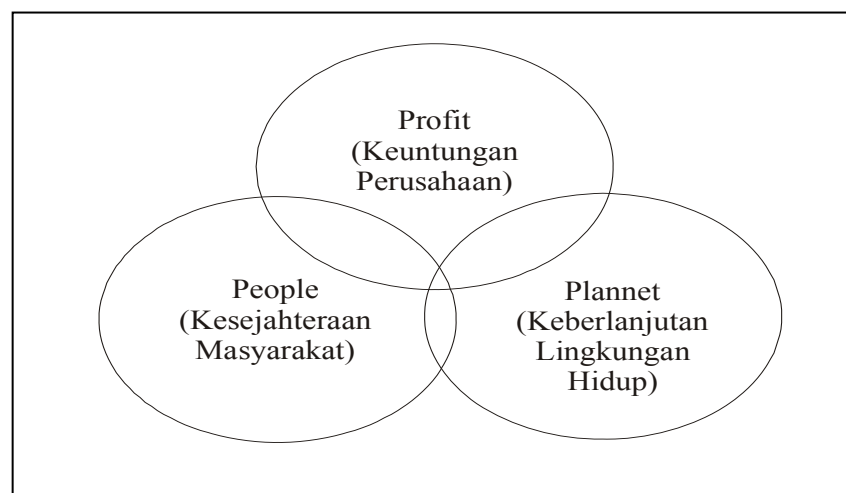 Profit
(Keuntungan
Perusahaan)
People
(Kesejahteraan
Masyarakat)
Plannet
(Keberlanjutan
Lingkungan
Hidup)